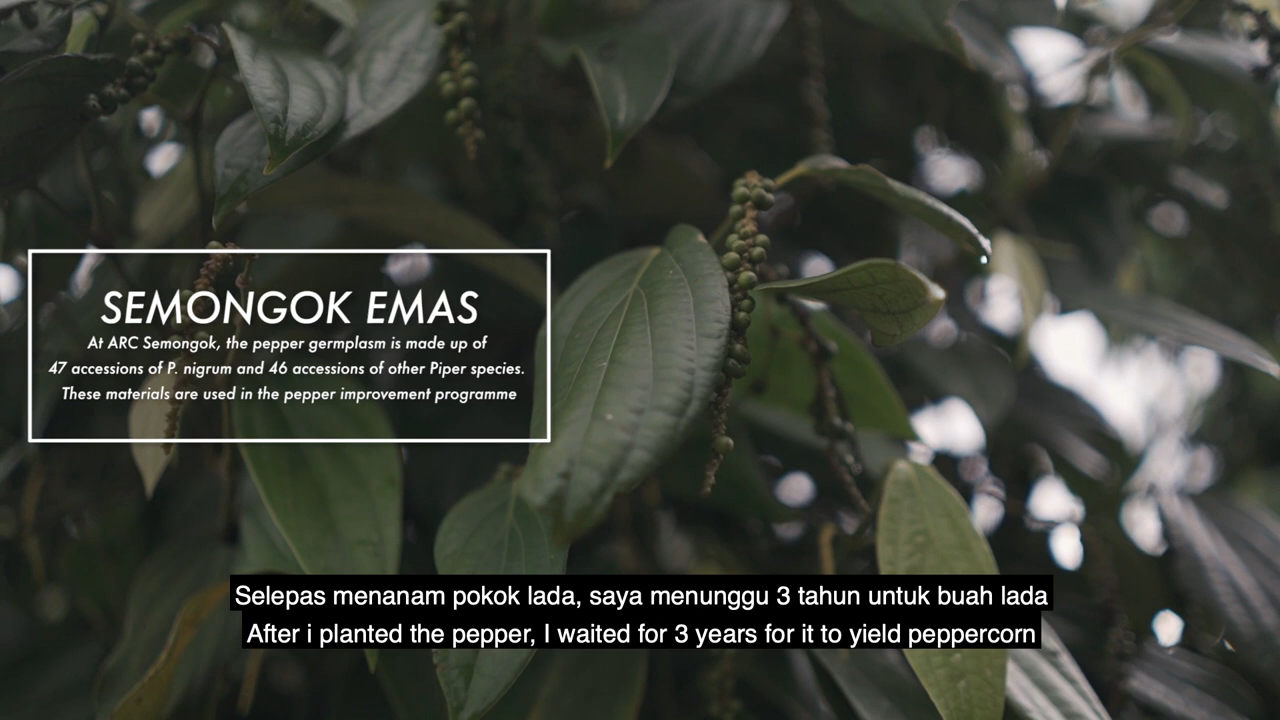 SEMONGOK EMAS
At ARC Semongok, the pepper germplasm is made up of
47 accessions of P. nigrum and 46 accessions of other Piper species.
These materials are used in the pepper improvement programme
Selepas menanam pokok lada, saya menunggu 3 tahun untuk buah lada
After i planted the pepper, I waited for 3 years for it to yield peppercorn